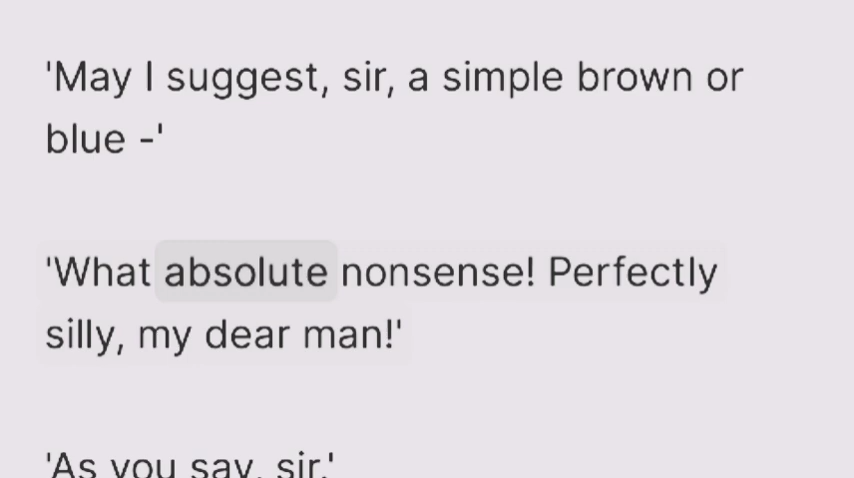 'May I suggest, sir, a simple brown or
blue -'
'What absolute nonsense! Perfectly
silly, my dear man!'
'As you say, sir.'